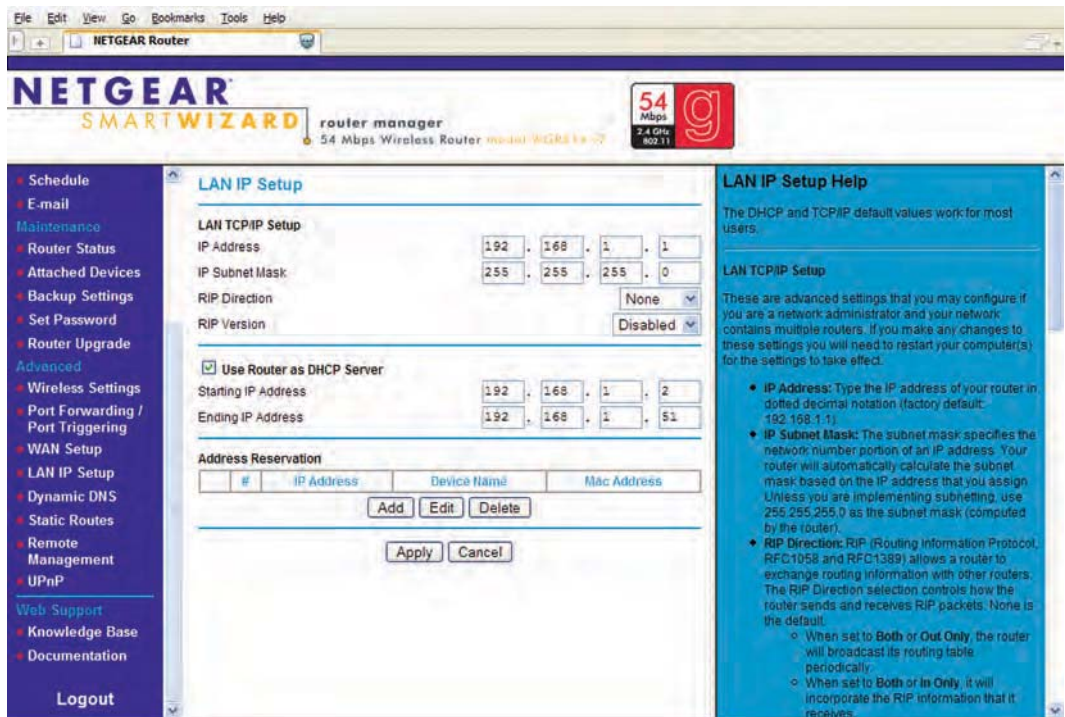 File Edit View Go Bookmarks Tools Help
NETGEAR Router
NETGEAR
SMARTWIZARD
router manager
54 Mbps Wireless Router
54
Mbps
2.4 GHz
802.11
g
Schedule
E-mail
Maintenance
Router Status
Attached Devices
Backup Settings
Set Password
Router Upgrade
Advanced
Wireless Settings
Port Forwarding /
Port Triggering
WAN Setup
LAN IP Setup
Dynamic DNS
Static Routes
Remote
Management
UPnP
Web Support
Knowledge Base
Documentation
Logout
LAN IP Setup
LAN TCP/IP Setup
IP Address 192 . 168 . 1 . 1
IP Subnet Mask 255 . 255 . 255 . 0
RIP Direction None
RIP Version Disabled
Use Router as DHCP Server
Starting IP Address 192 . 168 . 1 . 2
Ending IP Address 192 . 168 . 1 . 51
Address Reservation
# IP Address Device Name Mac Address
Add Edit Delete
Apply Cancel
LAN IP Setup Help
The DHCP and TCP/IP default values work for most
users.
LAN TCP/IP Setup
These are advanced settings that you may configure if
you are a network administrator and your network
contains multiple routers. If you make any changes to
these settings you will need to restart your computer(s)
for the settings to take effect.
IP Address: Type the IP address of your router in
dotted decimal notation (factory default:
192.168.1.1).
IP Subnet Mask: The subnet mask specifies the
network number portion of an IP address. Your
router will automatically calculate the subnet
mask based on the IP address that you assign.
Unless you are implementing subnetting, use
255.255.255.0 as the subnet mask (computed
by the router).
RIP Direction: RIP (Routing Information Protocol,
RFC1058 and RFC1389) allows a router to
exchange routing information with other routers.
The RIP Direction selection controls how the
router sends and receives RIP packets. None is
the default.
When set to Both or Out Only, the router
will broadcast its routing table
periodically.
When set to Both or In Only, it will
incorporate the RIP information that it
receives.